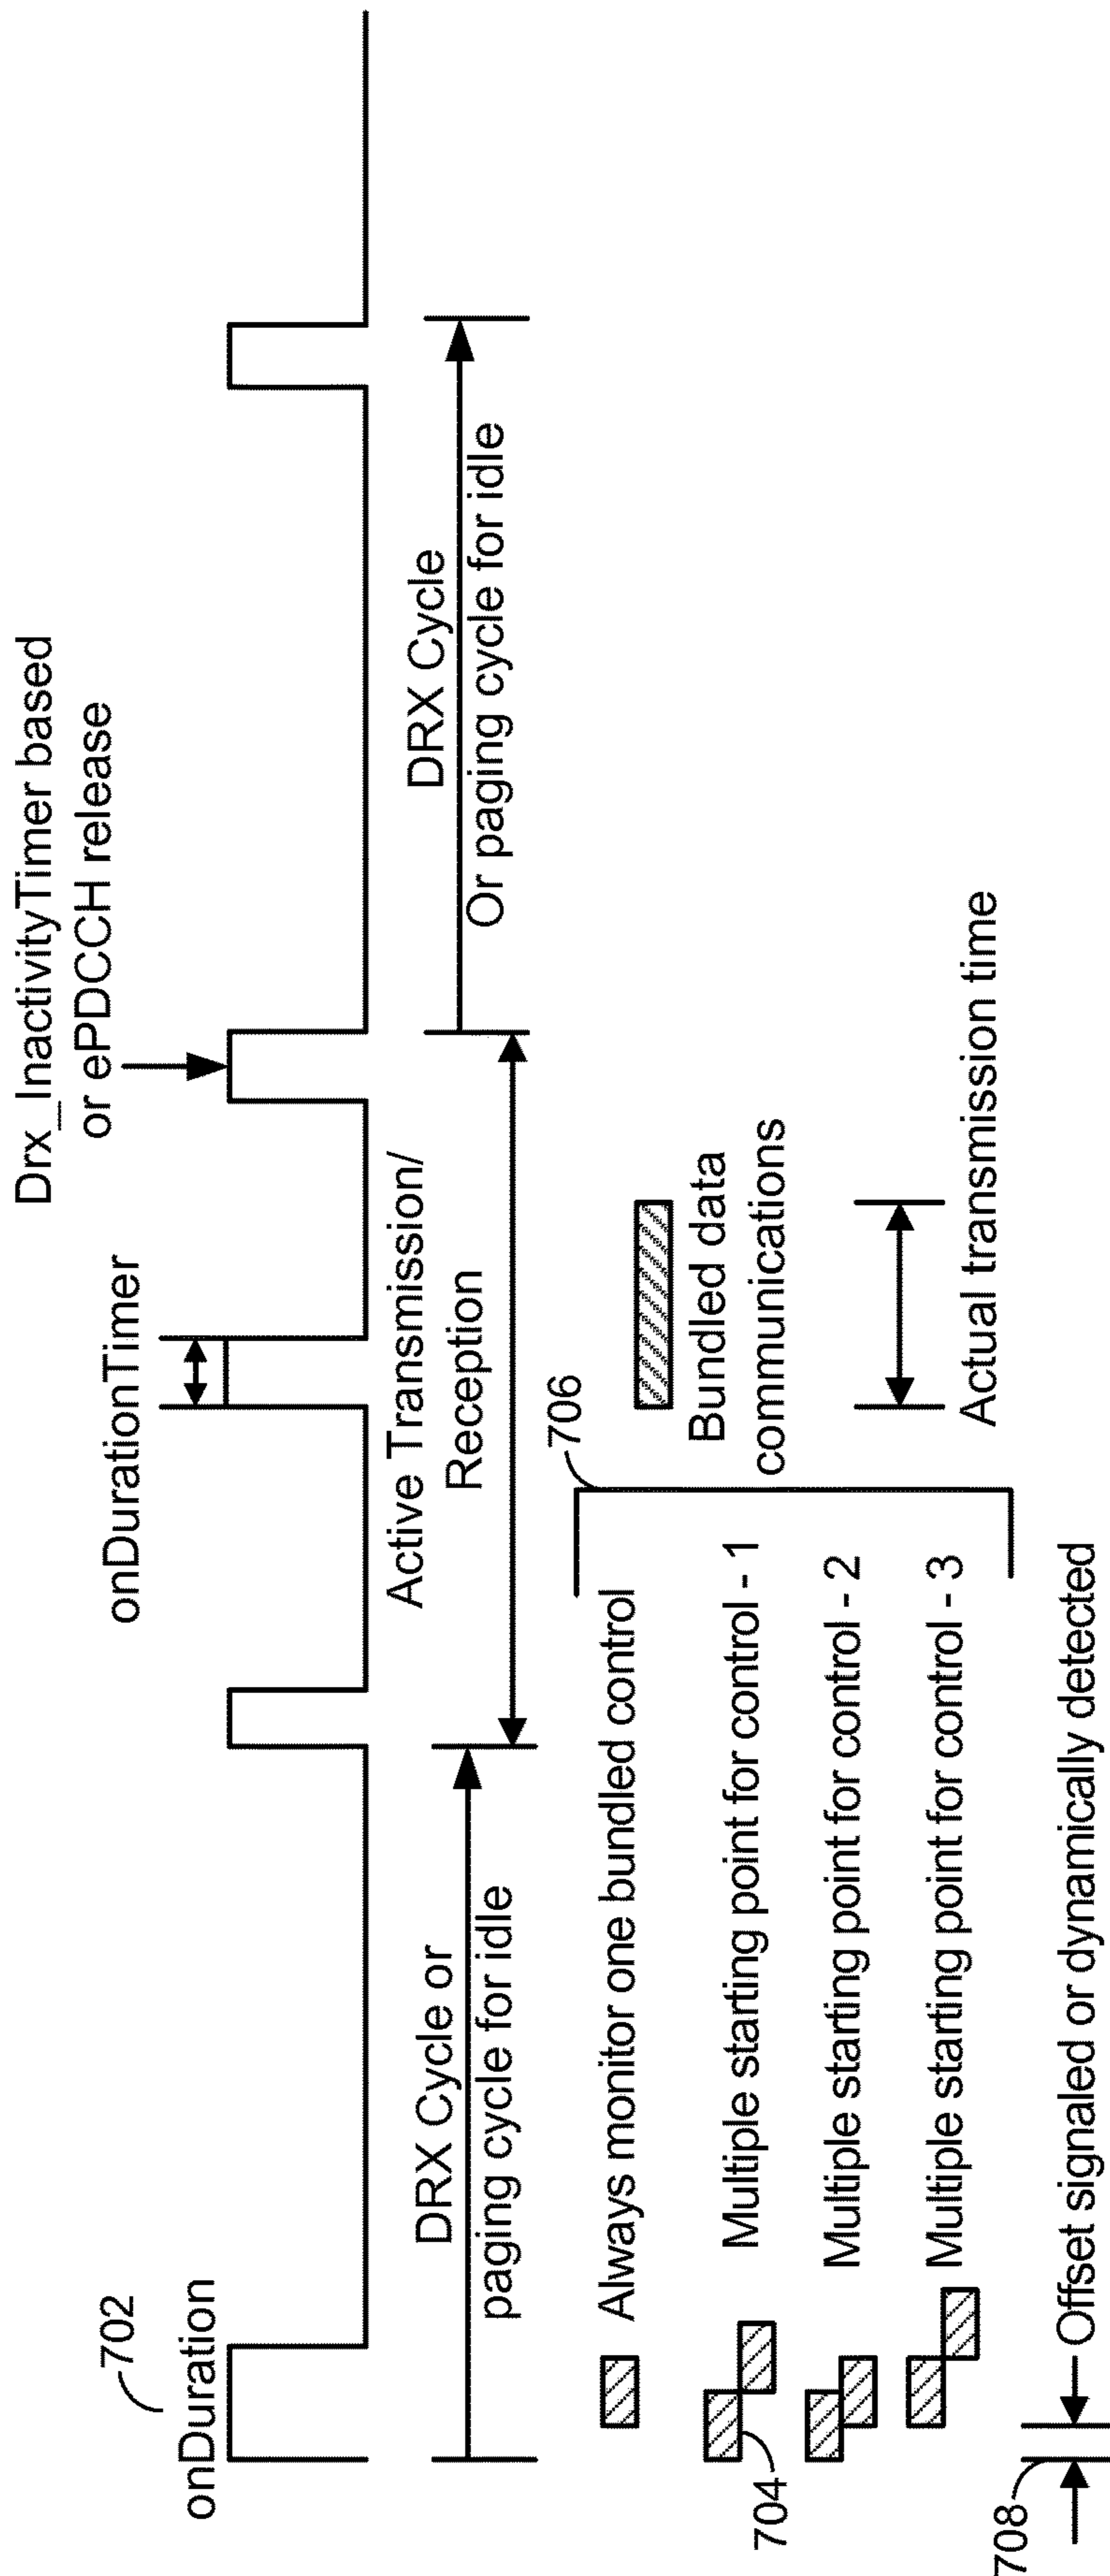 702
onDuration
onDurationTimer
Drx_InactivityTimer based
or ePDCCH release
DRX Cycle or
paging cycle for idle
Active Transmission/
Reception
DRX Cycle
Or paging cycle for idle
Always monitor one bundled control
706
Bundled data
communications
704
Multiple starting point for control - 1
Multiple starting point for control - 2
Multiple starting point for control - 3
Actual transmission time
708
Offset signaled or dynamically detected